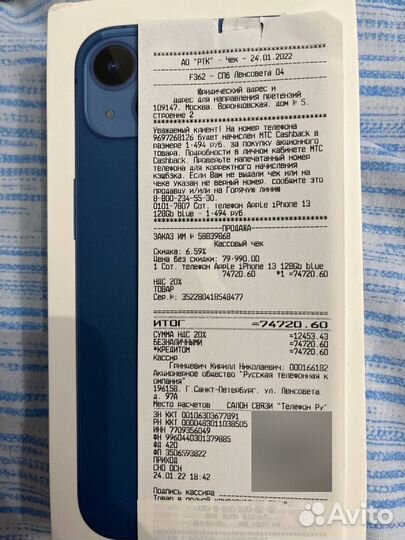 АО "РТК" - Чек - 24.01.2022
F362 - СПб Ленсовета 04
Юридический адрес и
адрес для направления претензий
109147. Москва. Воронцовская. дом № 5.
строение 2
Уважаемый клиент! На номер телефона
9697268126 будет начислен МТС Cashback в
размере 1-494 руб. за покупку акционного
товара. Подробности в личном кабинете МТС
Cashback. Проверьте напечатанный номер
телефона для корректного начисления
кэшбэка. Если Вам не выдали чек или на
чеке указан не верный номер. сообщите это
продавцу и/или на Горячую линию
8-800-234-55-30.
0101-7807 Сот. телефон Apple iPhone 13
128Gb blue - 1-494 руб.
ПРОДАЖА
ЗАКАЗ ИМ № 58839868
Кассовый чек
Скидка: 6.59%
Цена без скидки: 79-990.00
1 Сот. телефон Apple iPhone 13 128Gb blue
74720.60 *1 =74720.60
НДС 20%
ТОВАР
Сер.№: 352280418548477
ИТОГ =74720.60
СУММА НДС 20% =12453.43
БЕЗНАЛИЧНЫМИ =74720.60
*КРЕДИТОМ =74720.60
Кассир
Гринцевич Кирилл Николаевич: 000166182
Акционерное общество "Русская телефонная к
омпания"
196158. Г.Санкт-Петербург. ул Ленсовета
д. 97А
Место расчетов САЛОН СВЯЗИ "Телефон Ру"
ЗН ККТ 00106303677891
РН ККТ 0000483011038505
ИНН 7709356049
ФН 9960440301379885
ФД 420
ФП 3506593822
ПРИХОД
СНО ОСН
24.01.22 18:42
Подпись кассира
Avito